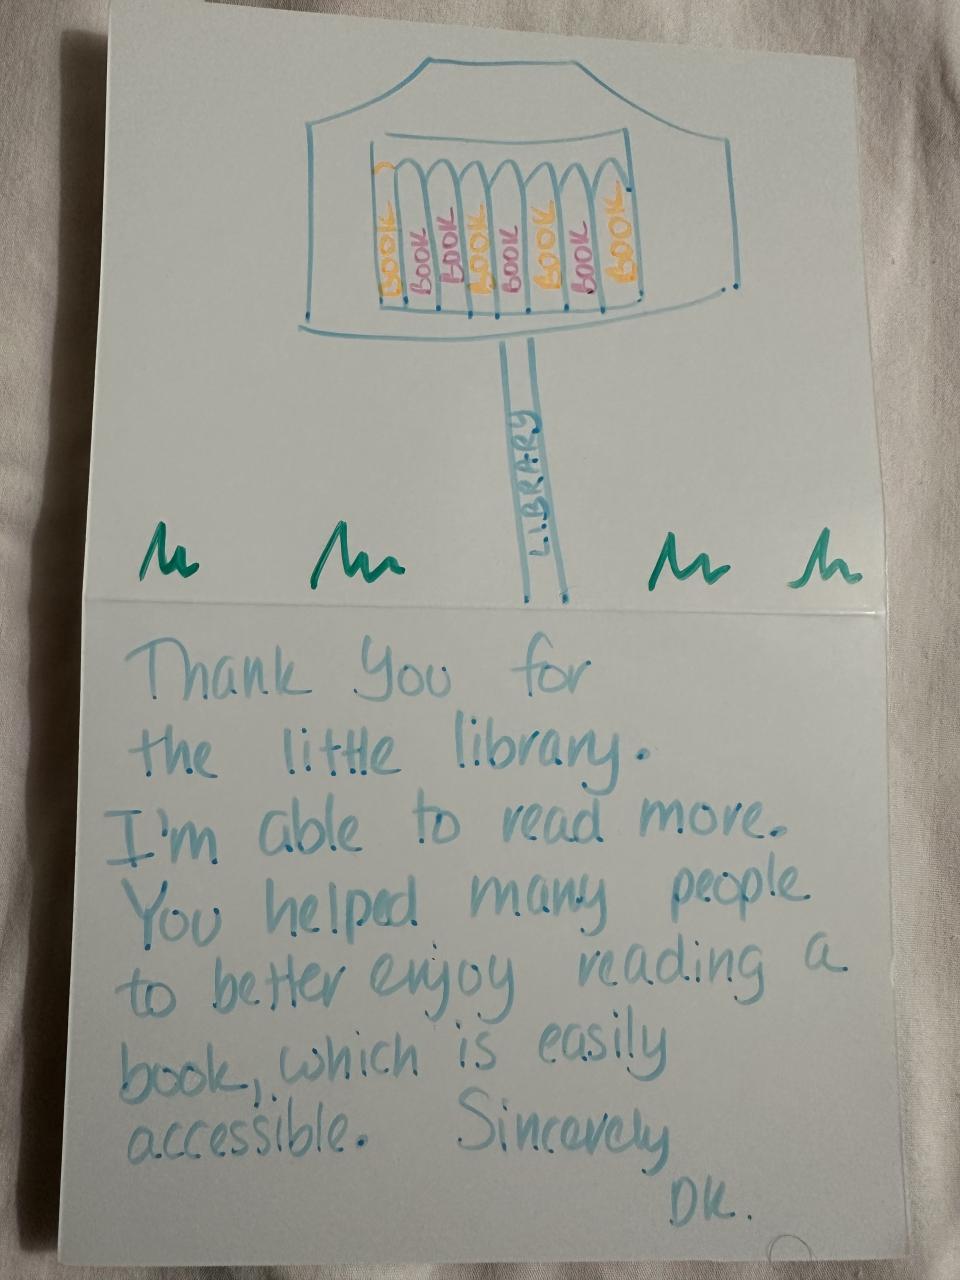 BOOK BOOK BOOK BOOK BOOK BOOK BOOK BOOK
LIBRARY
Thank You for
the little library.
I'm able to read more.
You helped many people
to better enjoy reading a
book, which is easily
accessible. Sincerely
DK.